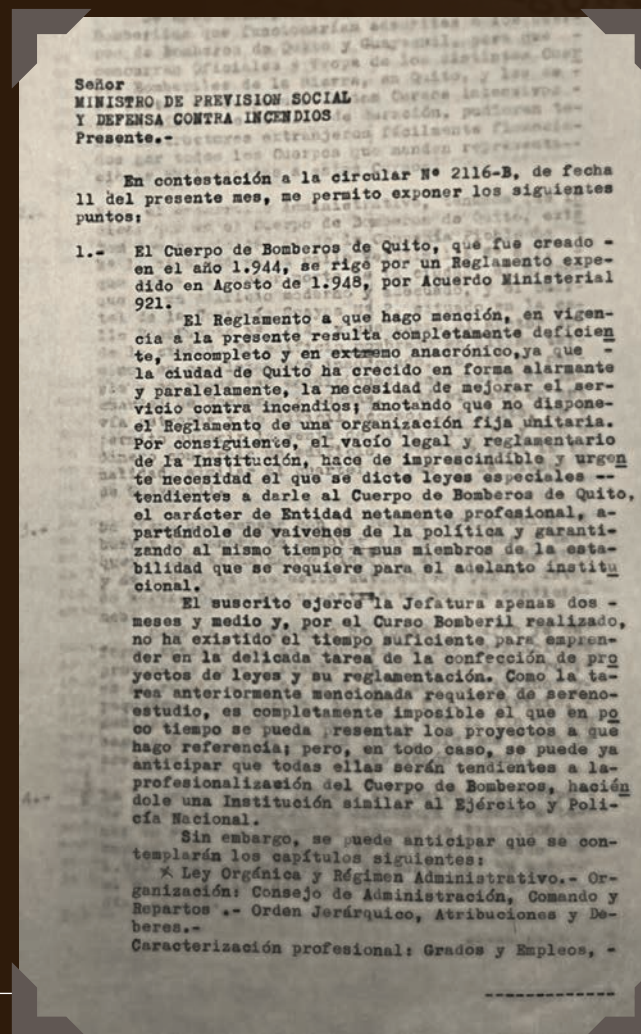 Señor
MINISTRO DE PREVISION SOCIAL
Y DEFENSA CONTRA INCENDIOS
Presente.-
En contestación a la circular Nº 2116-B, de fecha
11 del presente mes, me permito exponer los siguientes
puntos:
1.- El Cuerpo de Bomberos de Quito, que fue creado -
en el año 1.944, se rige por un Reglamento expe-
dido en Agosto de 1.948, por Acuerdo Ministerial
921.
El Reglamento a que hago mención, en vigen-
cia a la presente resulta completamente deficien
te, incompleto y en extremo anacrónico,ya que -
la ciudad de Quito ha crecido en forma alarmante
y paralelamente, la necesidad de mejorar el ser-
vicio contra incendios; anotando que no dispone-
el Reglamento de una organización fija unitaria.
Por consiguiente, el vacío legal y reglamentario
de la Institución, hace de imprescindible y urgen
te necesidad el que se dicte leyes especiales --
tendientes a darle al Cuerpo de Bomberos de Quito,
el carácter de Entidad netamente profesional, a-
partándole de vaivenes de la política y garanti-
zando al mismo tiempo a sus miembros de la esta-
bilidad que se requiere para el adelanto institu
cional.
El suscrito ejerce la Jefatura apenas dos -
meses y medio y, por el Curso Bomberil realizado,
no ha existido el tiempo suficiente para empren-
der en la delicada tarea de la confección de pro
yectos de leyes y su reglamentación. Como la ta-
rea anteriormente mencionada requiere de sereno-
estudio, es completamente imposible el que en po
co tiempo se pueda presentar los proyectos a que
hago referencia; pero, en todo caso, se puede ya
anticipar que todas ellas serán tendientes a la-
profesionalización del Cuerpo de Bomberos, hacién
dole una Institución similar al Ejército y Poli-
cía Nacional.
Sin embargo, se puede anticipar que se con-
templarán los capítulos siguientes:
Ley Orgánica y Régimen Administrativo.- Or-
ganización: Consejo de Administración, Comando y
Repartos .- Orden Jerárquico, Atribuciones y De-
beres.-
Caracterización profesional: Grados y Empleos, -